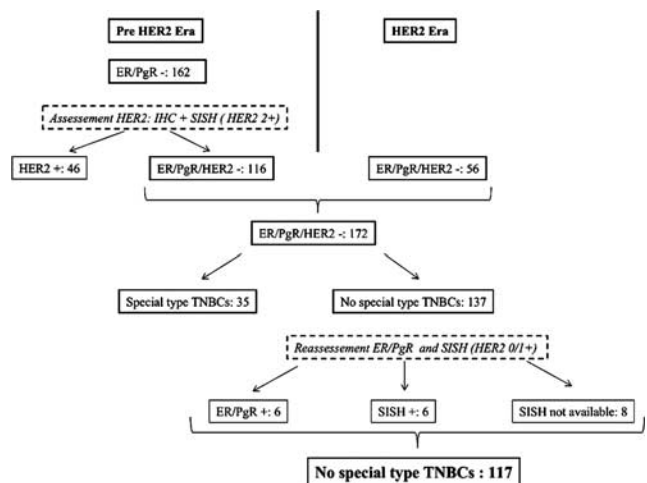 Pre HER2 Era
HER2 Era
ER/PgR -: 162
Assessement HER2: IHC + SISH ( HER2 2+)
HER2 +: 46
ER/PgR/HER2 -: 116
ER/PgR/HER2 -: 56
ER/PgR/HER2 -: 172
Special type TNBCs: 35
No special type TNBCs: 137
Reassessement ER/PgR and SISH (HER2 0/1+)
ER/PgR +: 6
SISH +: 6
SISH not available: 8
No special type TNBCs : 117